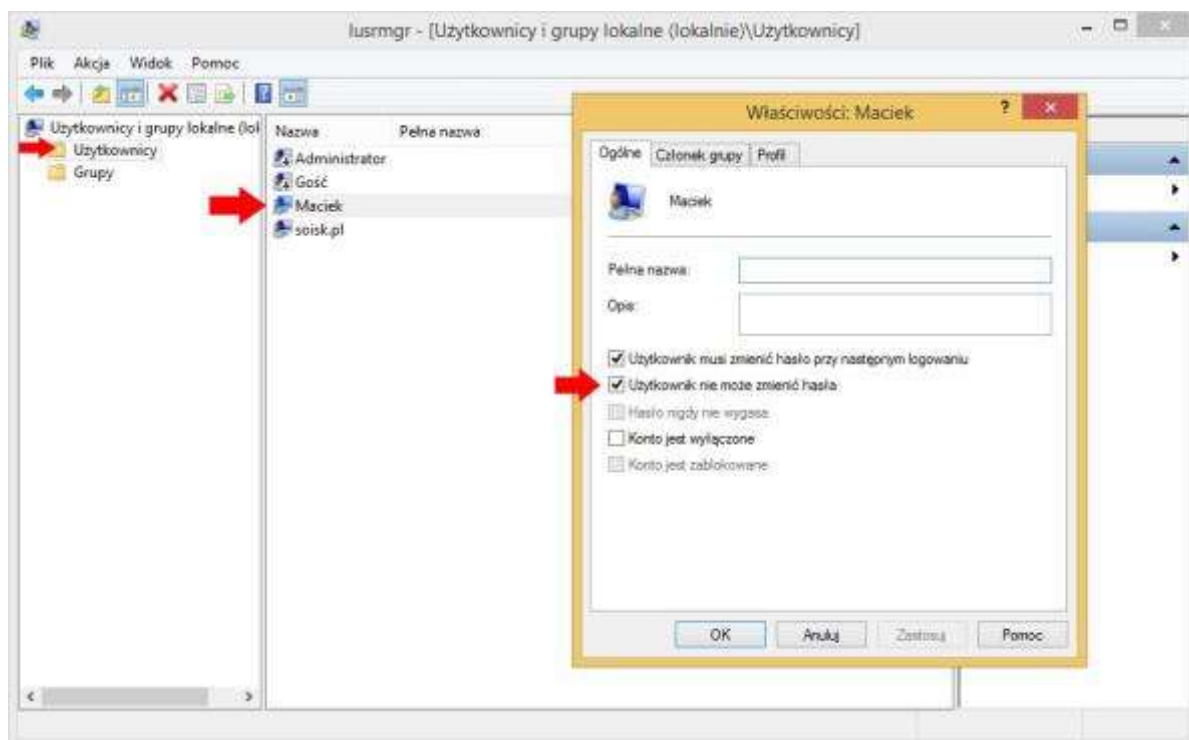 lusrmgr - [Użytkownicy i grupy lokalne (lokalnie)\Użytkownicy]
Plik Akcja Widok Pomoc
Użytkownicy i grupy lokalne (lol
Użytkownicy
Grupy
Nazwa Pełna nazwa
Administrator
Gość
Maciek
soisk.pl
Właściwości: Maciek
Ogólne Członek grupy Profil
Maciek
Pełna nazwa:
Opis:
Użytkownik musi zmienić hasło przy następnym logowaniu
Użytkownik nie może zmienić hasła
Hasło nigdy nie wygasa
Konto jest wyłączone
Konto jest zablokowane
OK Anuluj Zastosuj Pomoc